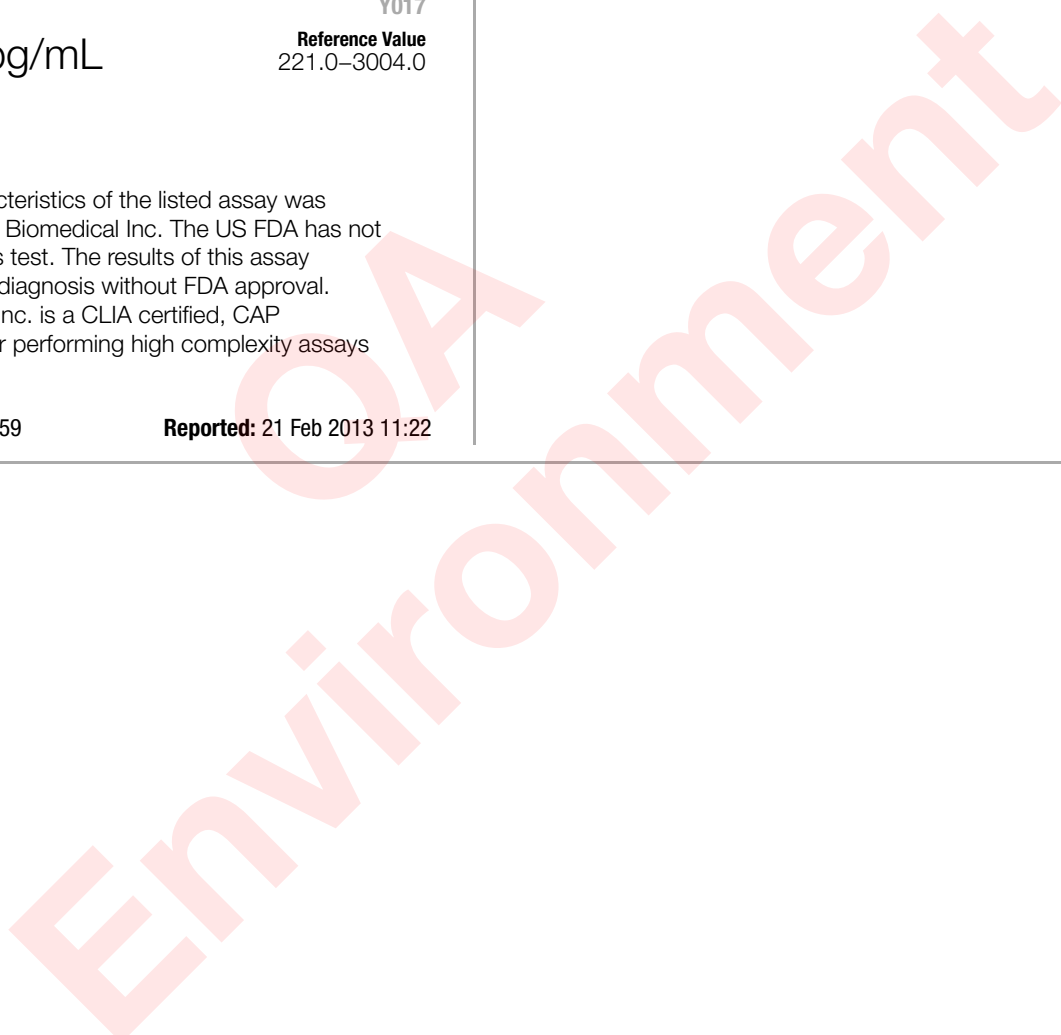 Y017
pg/mL
Reference Value
221.0–3004.0
cteristics of the listed assay was
Biomedical Inc. The US FDA has not
s test. The results of this assay
diagnosis without FDA approval.
nc. is a CLIA certified, CAP
r performing high complexity assays
59 Reported: 21 Feb 2013 11:22
QA
Environment